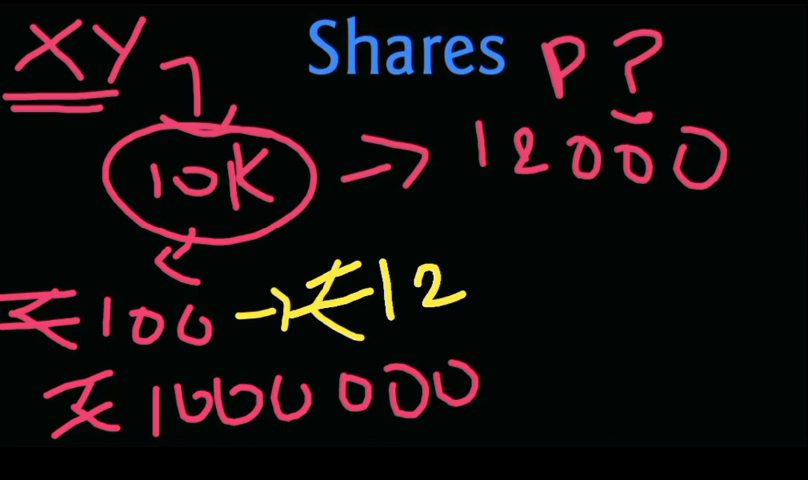 XY Shares P?
10K → 12000
₹100 → ₹12
₹1000000